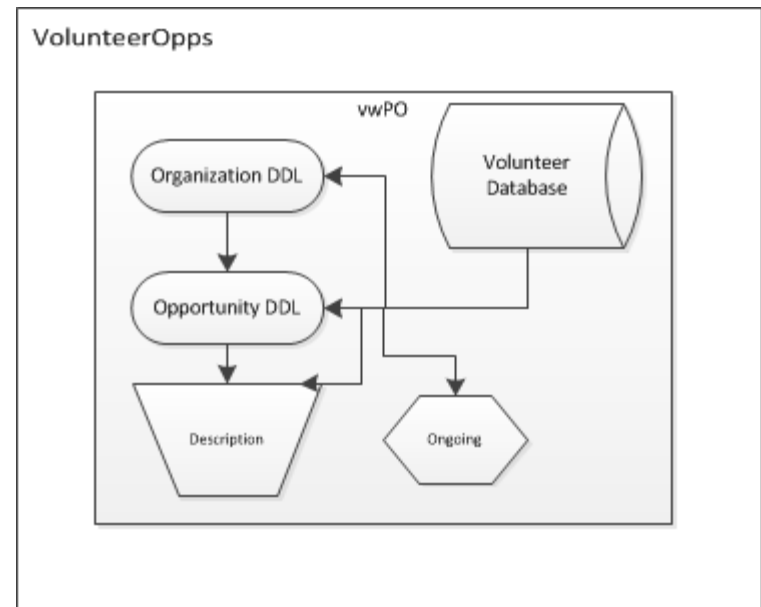 VolunteerOpps
vwPO
Organization DDL
Volunteer
Database
Opportunity DDL
Description
Ongoing